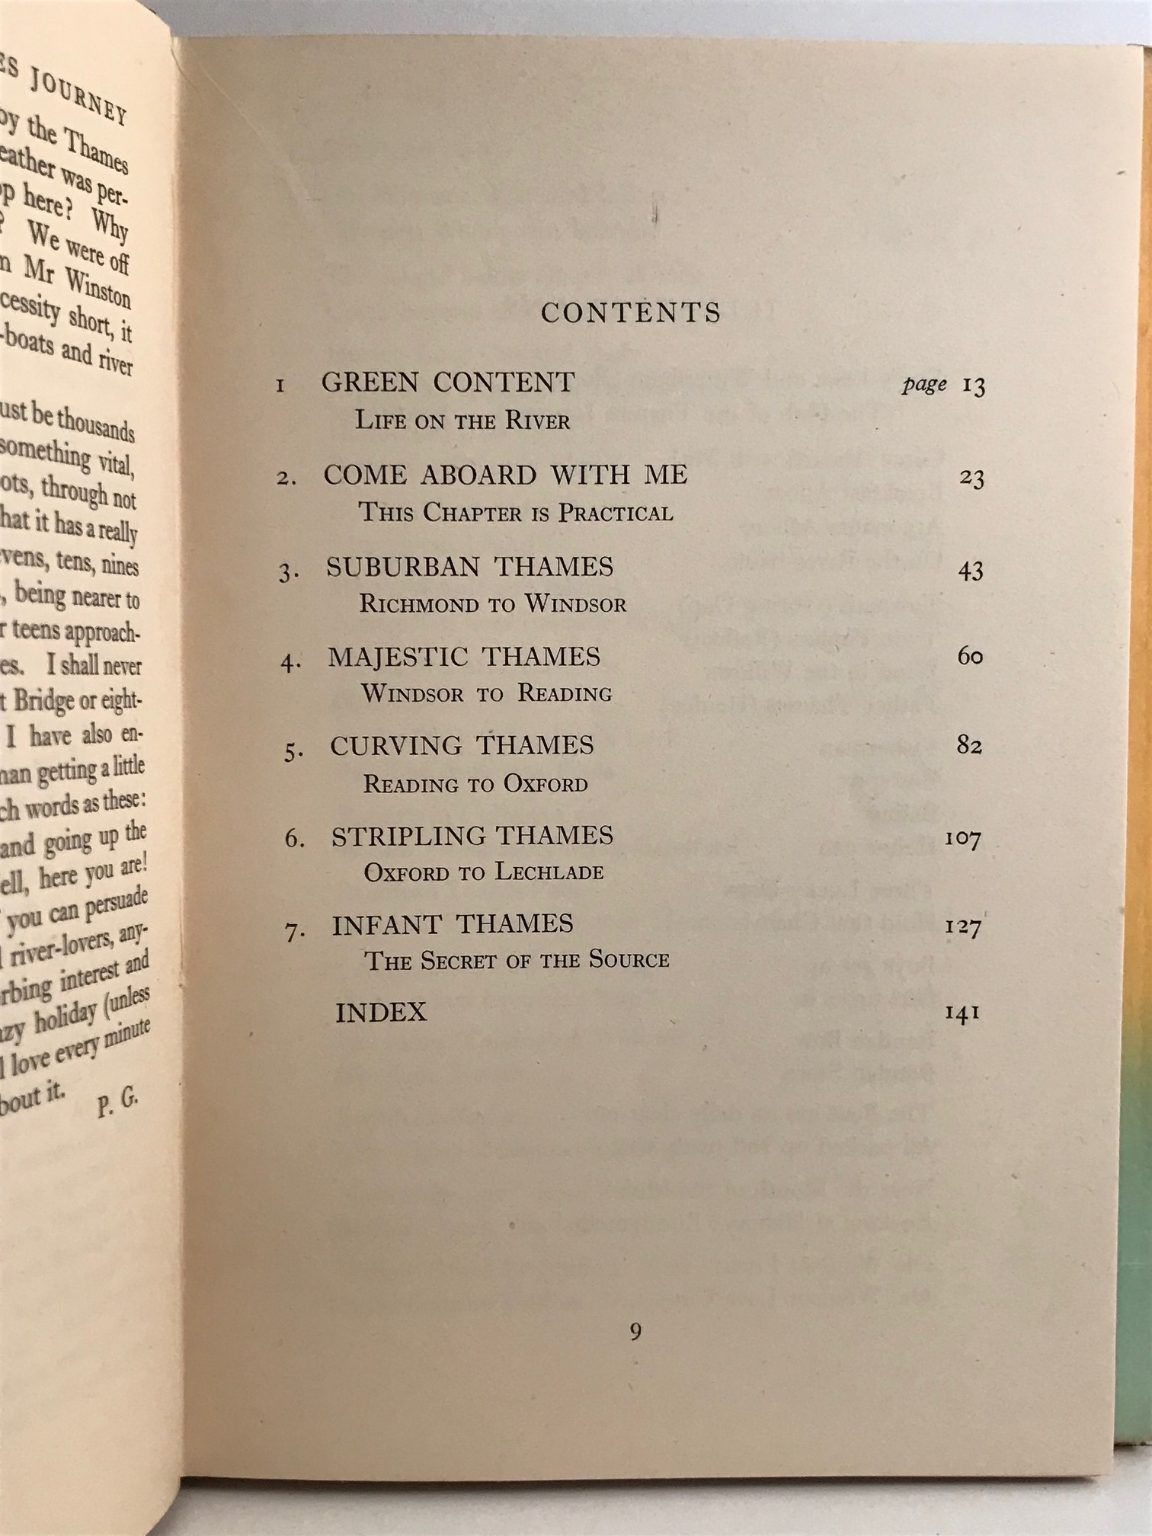 ES JOURNEY
by the Thames
eather was per-
op here? Why
? We were off
n Mr Winston
cessity short, it
-boats and river
ust be thousands
something vital,
ots, through not
hat it has a really
vens, tens, nines
, being nearer to
r teens approach-
es. I shall never
t Bridge or eight-
I have also en-
man getting a little
ch words as these:
and going up the
ell, here you are!
you can persuade
l river-lovers, any-
rbing interest and
azy holiday (unless
l love every minute
bout it.
P. G.
CONTENTS
1 GREEN CONTENT page 13
LIFE ON THE RIVER
2. COME ABOARD WITH ME 23
THIS CHAPTER IS PRACTICAL
3. SUBURBAN THAMES 43
RICHMOND TO WINDSOR
4. MAJESTIC THAMES 60
WINDSOR TO READING
5. CURVING THAMES 82
READING TO OXFORD
6. STRIPLING THAMES 107
OXFORD TO LECHLADE
7. INFANT THAMES 127
THE SECRET OF THE SOURCE
INDEX 141
9